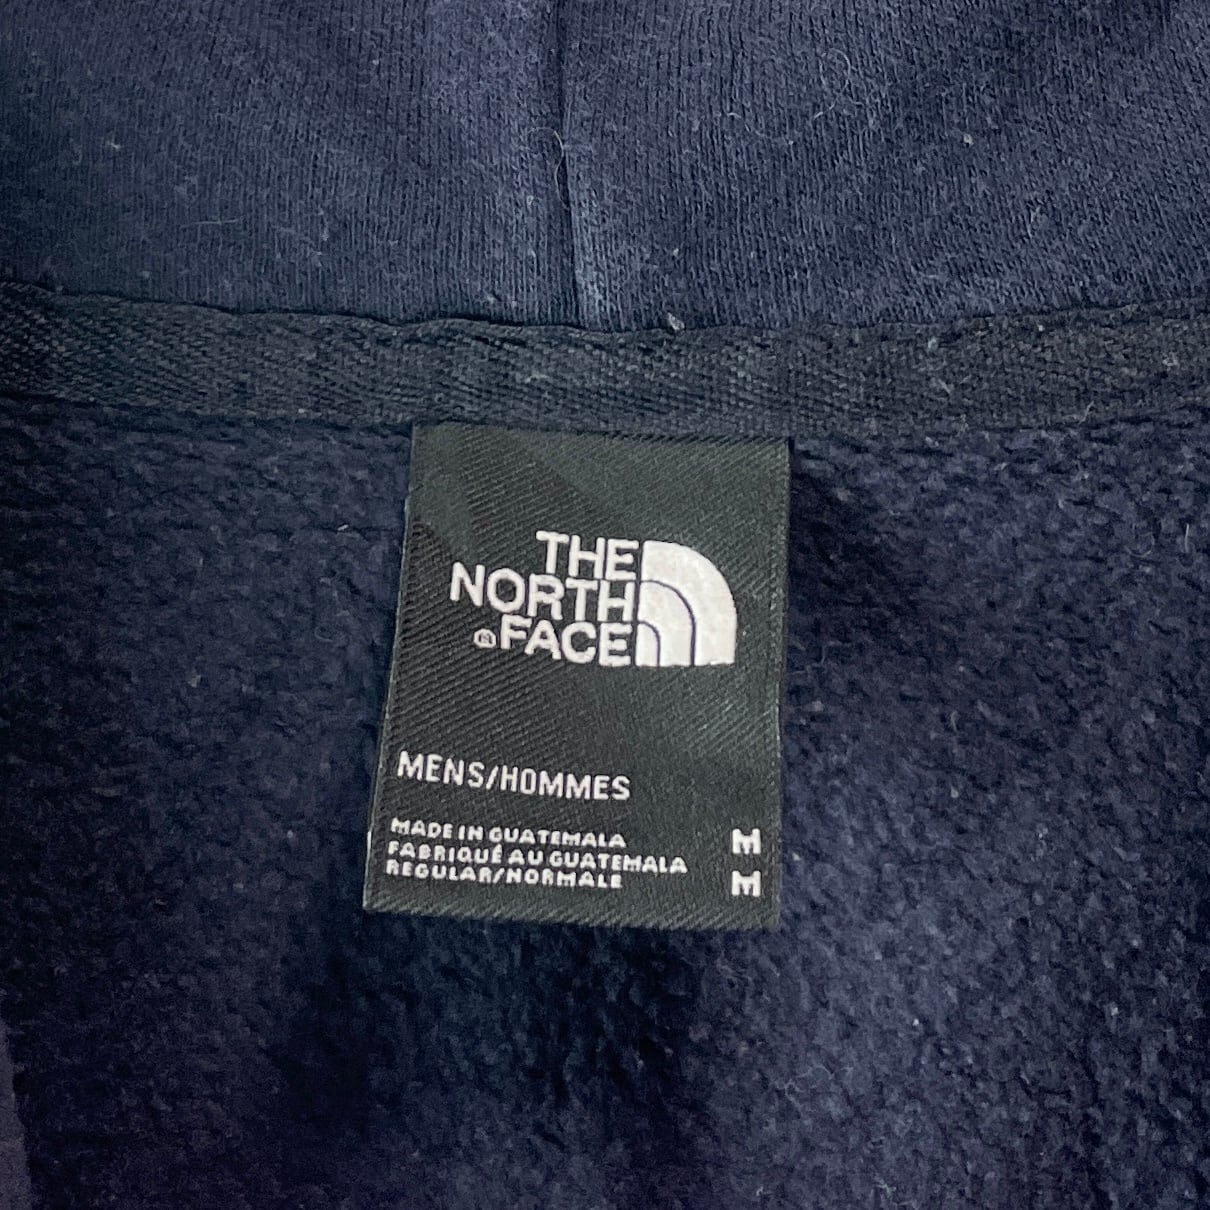 THE
NORTH
® FACE
MENS/HOMMES
MADE IN GUATEMALA M
FABRIQUÉ AU GUATEMALA
REGULAR/NORMALE M